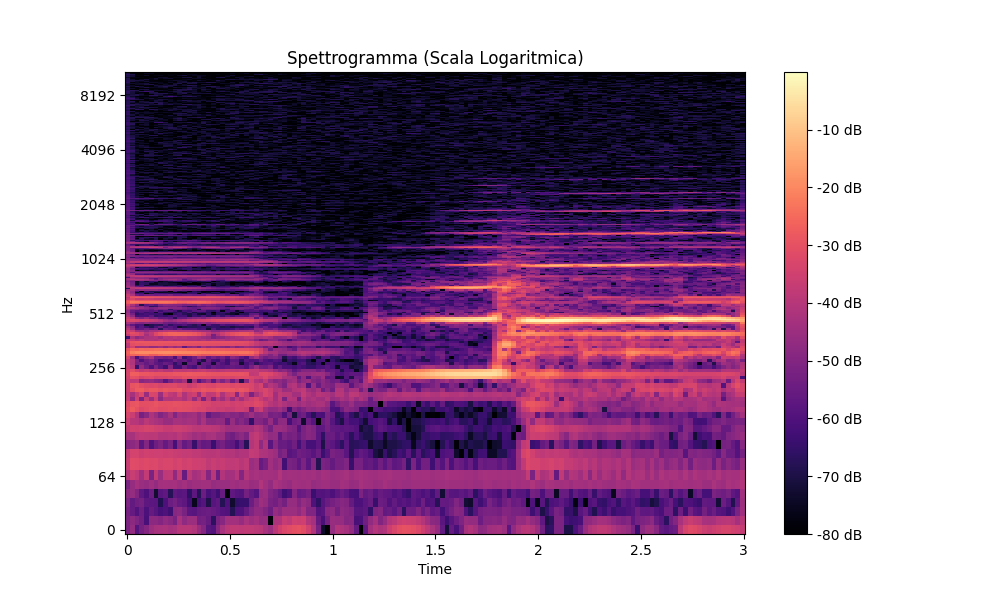 Spettrogramma (Scala Logaritmica)
8192
4096
2048
1024
512
256
128
64
0
Hz
0
0.5
1
1.5
2
2.5
3
Time
-10 dB
-20 dB
-30 dB
-40 dB
-50 dB
-60 dB
-70 dB
-80 dB